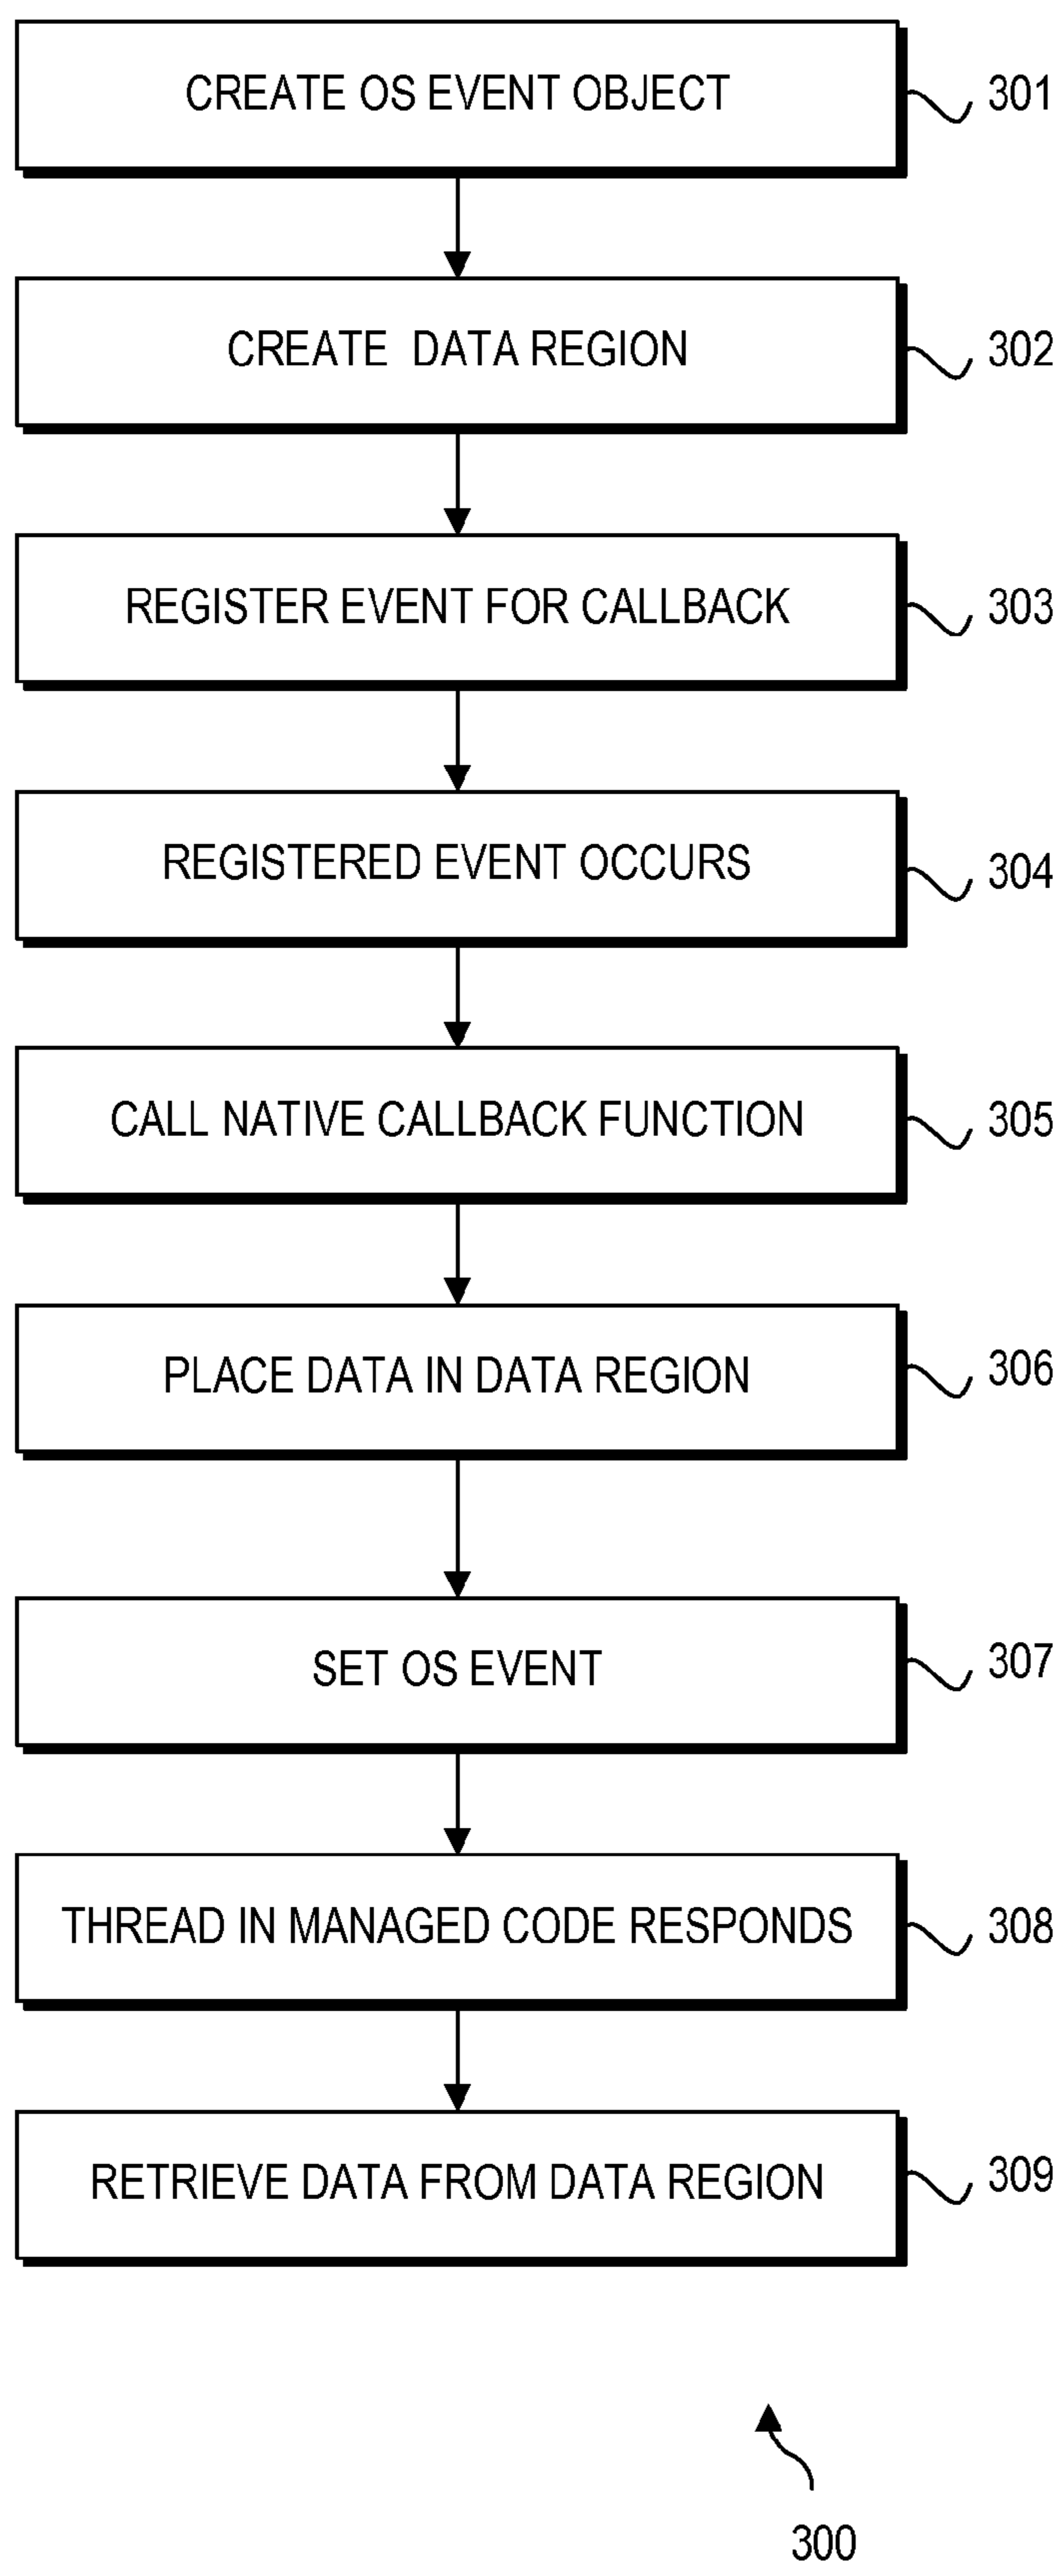 CREATE OS EVENT OBJECT
301
CREATE DATA REGION
302
REGISTER EVENT FOR CALLBACK
303
REGISTERED EVENT OCCURS
304
CALL NATIVE CALLBACK FUNCTION
305
PLACE DATA IN DATA REGION
306
SET OS EVENT
307
THREAD IN MANAGED CODE RESPONDS
308
RETRIEVE DATA FROM DATA REGION
309
300